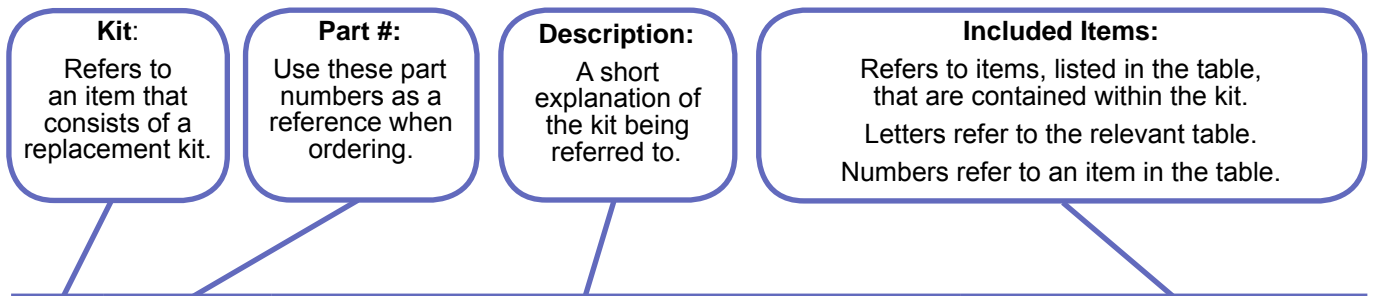 Kit:
Refers to
an item that
consists of a
replacement kit.
Part #:
Use these part
numbers as a
reference when
ordering.
Description:
A short
explanation of
the kit being
referred to.
Included Items:
Refers to items, listed in the table,
that are contained within the kit.
Letters refer to the relevant table.
Numbers refer to an item in the table.